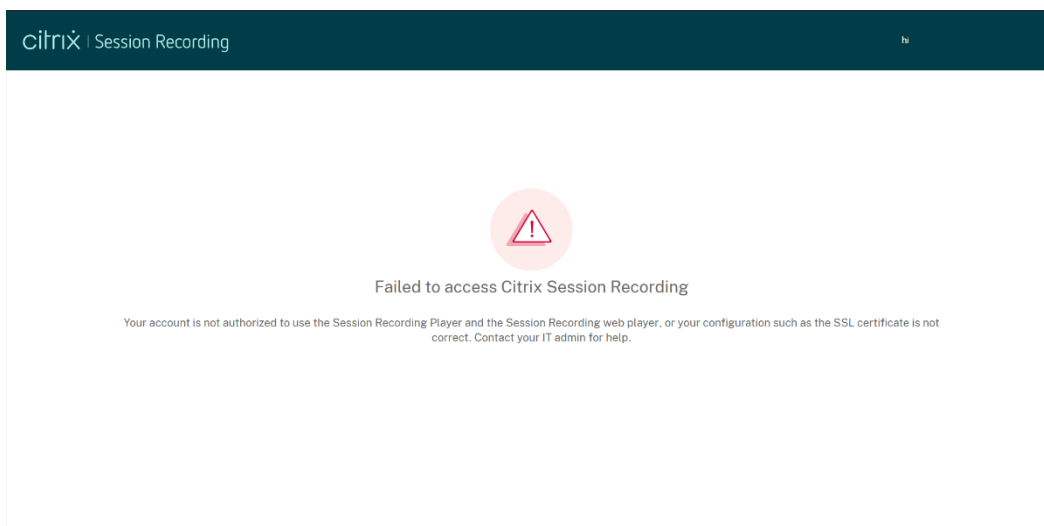 citrix | Session Recording
hi
Failed to access Citrix Session Recording
Your account is not authorized to use the Session Recording Player and the Session Recording web player, or your configuration such as the SSL certificate is not
correct. Contact your IT admin for help.